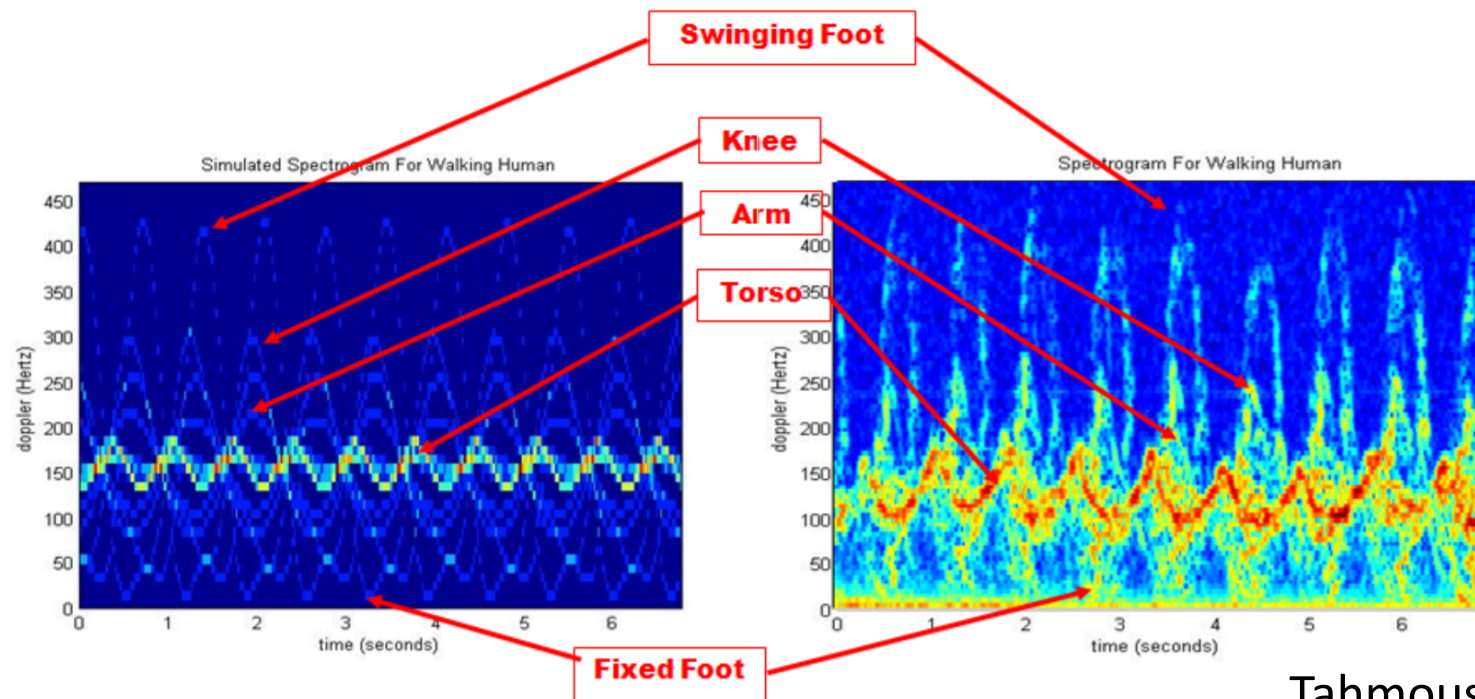 Swinging Foot
Knee
Arm
Torso
Fixed Foot
Simulated Spectrogram For Walking Human
doppler (Hertz)
450
400
350
300
250
200
150
100
50
0
0 1 2 3 4 5 6
time (seconds)
Spectrogram For Walking Human
doppler (Hertz)
450
400
350
300
250
200
150
100
50
0
0 1 2 3 4 5 6
time (seconds)